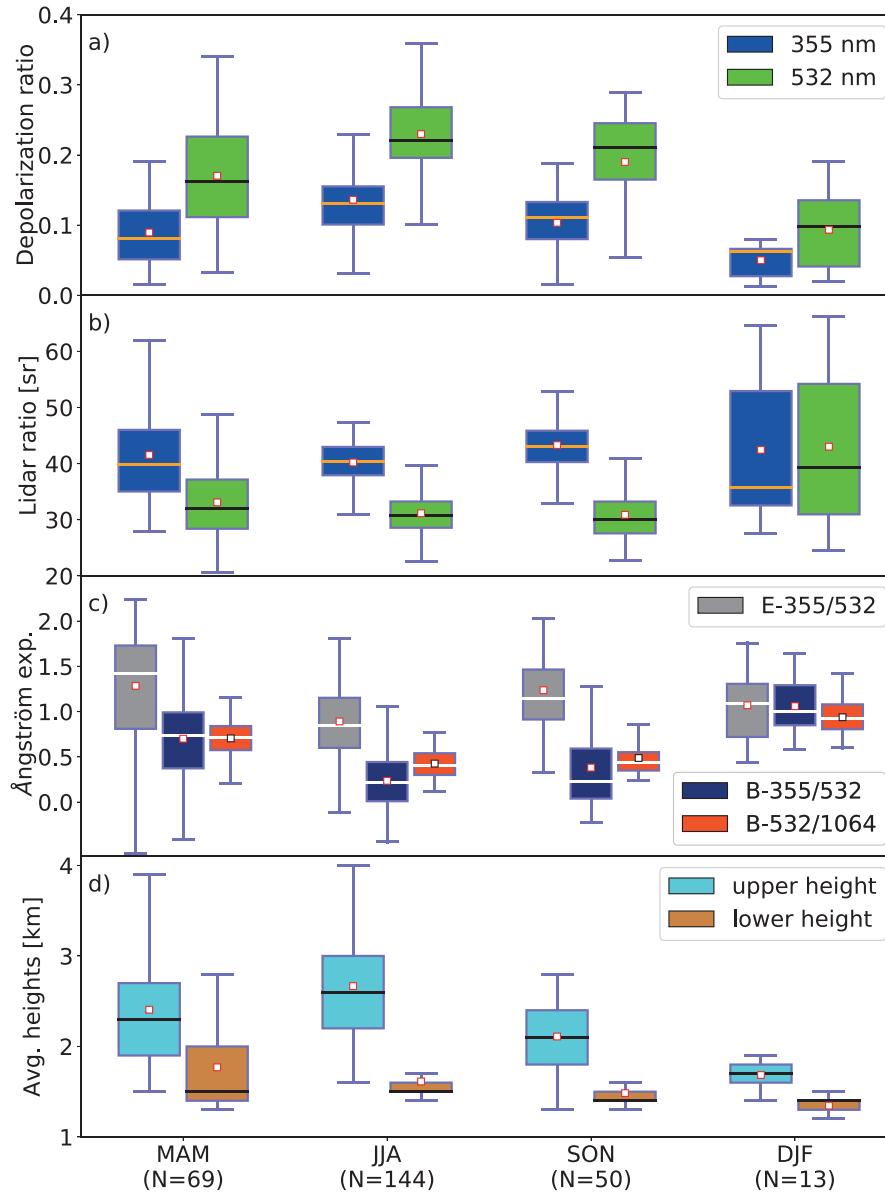 a)
355 nm
532 nm
Depolarization ratio
0.4
0.3
0.2
0.1
0.0
b)
Lidar ratio [sr]
60
50
40
30
20
c)
E-355/532
B-355/532
B-532/1064
Ångström exp.
2.0
1.5
1.0
0.5
0.0
d)
upper height
lower height
Avg. heights [km]
4
3
2
1
MAM
(N=69)
JJA
(N=144)
SON
(N=50)
DJF
(N=13)